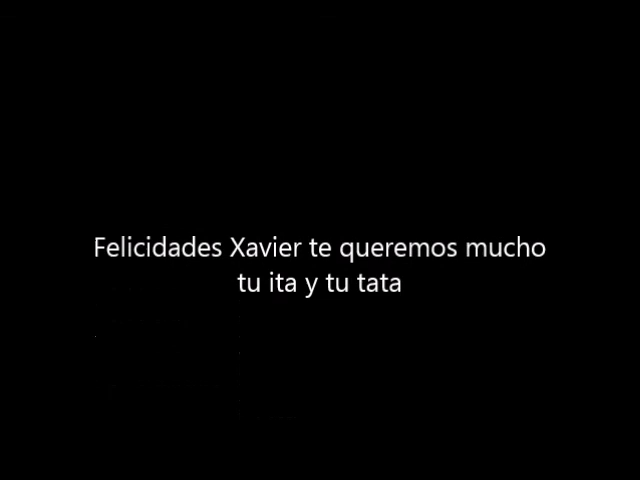 Felicidades Xavier te queremos mucho
tu ita y tu tata